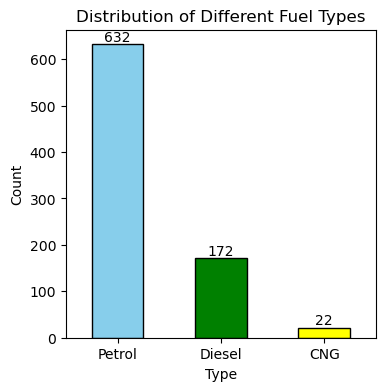 Distribution of Different Fuel Types
632
600
500
400
300
200
100
0
Count
172
22
Petrol
Diesel
CNG
Type